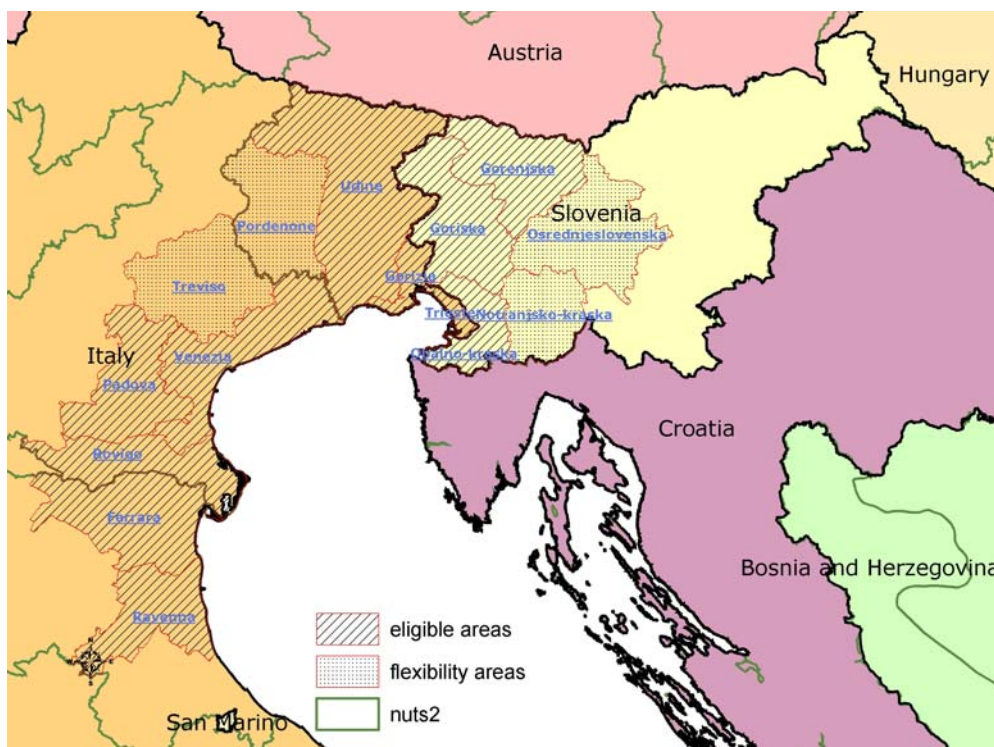 Austria
Hungary
Gorenjska
Udine
Slovenia
Pordenone
Goriška
Osrednjeslovenska
Gorizia
Treviso
Trieste
Notranjsko-kraška
Italy
Venezia
Obalno-kraška
Padova
Croatia
Rovigo
Ferrara
Bosnia and Herzegovina
Ravenna
eligible areas
flexibility areas
nuts2
San Marino